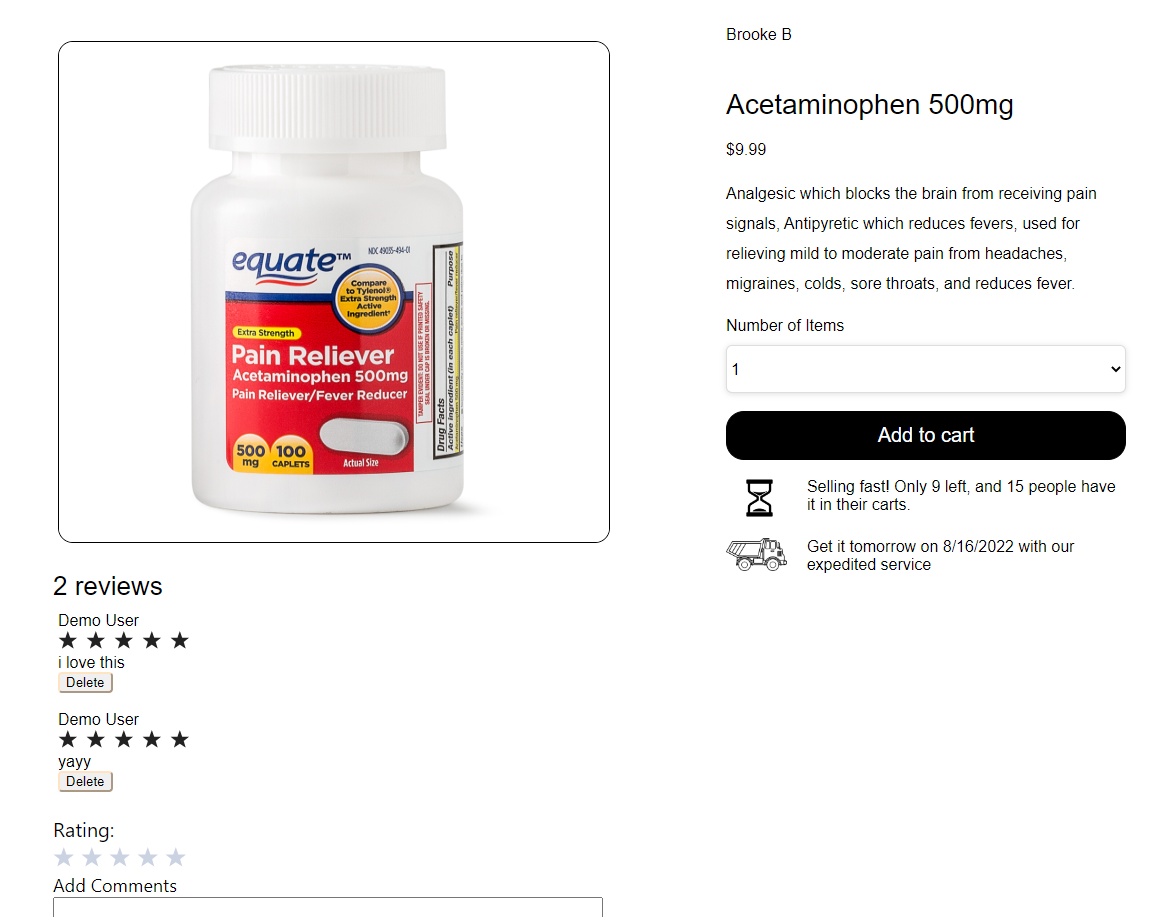 Brooke B
Acetaminophen 500mg
$9.99
Analgesic which blocks the brain from receiving pain
signals, Antipyretic which reduces fevers, used for
relieving mild to moderate pain from headaches,
migraines, colds, sore throats, and reduces fever.
Number of Items
1
Add to cart
Selling fast! Only 9 left, and 15 people have
it in their carts.
Get it tomorrow on 8/16/2022 with our
expedited service
equate™
NDC 49035-494-01
Compare
to Tylenol®
Extra Strength
Active
Ingredient†
Extra Strength
Pain Reliever
Acetaminophen 500mg
Pain Reliever/Fever Reducer
500
mg
100
CAPLETS
Actual Size
TAMPER EVIDENT: DO NOT USE IF PRINTED SAFETY
SEAL UNDER CAP IS BROKEN OR MISSING.
Drug Facts
Active ingredient (in each caplet)
Purpose
2 reviews
Demo User
i love this
Delete
Demo User
yayy
Delete
Rating:
Add Comments